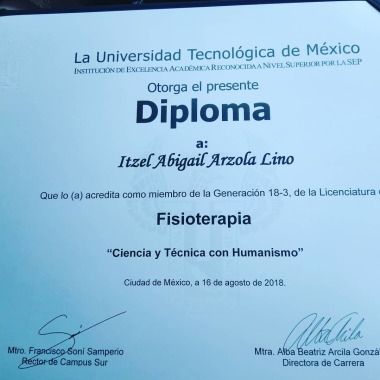 La Universidad Tecnológica de México
INSTITUCIÓN DE EXCELENCIA ACADÉMICA RECONOCIDA A NIVEL SUPERIOR POR LA SEP
Otorga el presente
Diploma
a:
Itzel Abigail Arzola Lino
Que lo (a) acredita como miembro de la Generación 18-3, de la Licenciatura
Fisioterapia
“Ciencia y Técnica con Humanismo”
Ciudad de México, a 16 de agosto de 2018.
Mtro. Francisco Soní Samperio
Rector de Campus Sur
Mtra. Alba Beatriz Arcila Gonzál
Directora de Carrera